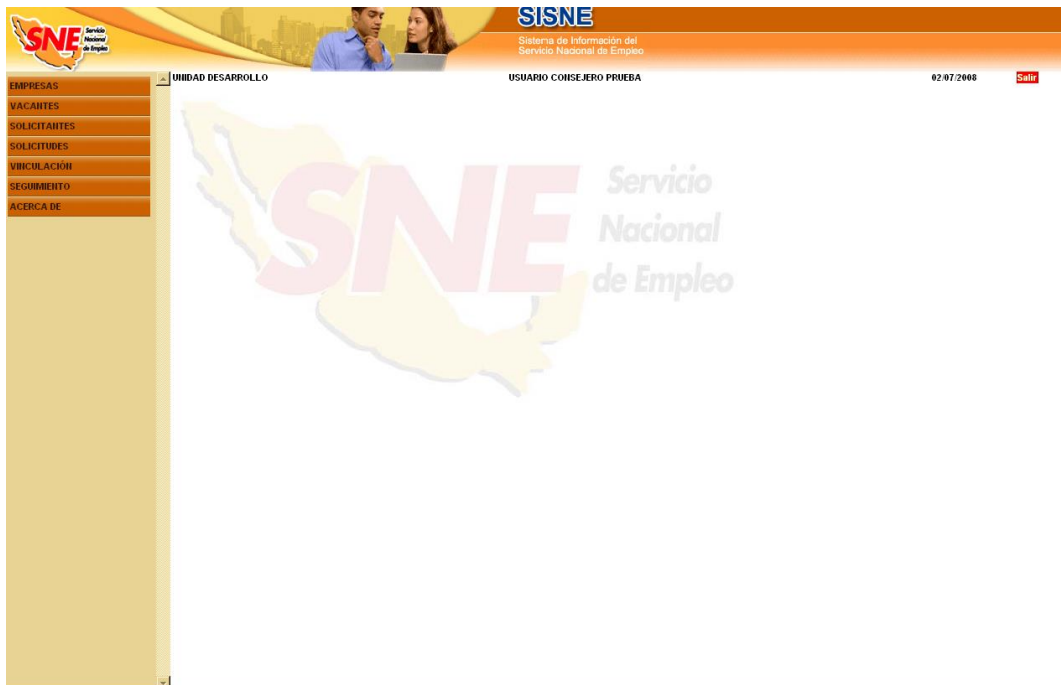 SNE
Servicio
Nacional
de Empleo
SISNE
Sistema de Información del
Servicio Nacional de Empleo
UNIDAD DESARROLLO
USUARIO CONSEJERO PRUEBA
02/07/2008
Salir
EMPRESAS
VACANTES
SOLICITANTES
SOLICITUDES
VINCULACIÓN
SEGUIMIENTO
ACERCA DE
SNE
Servicio
Nacional
de Empleo